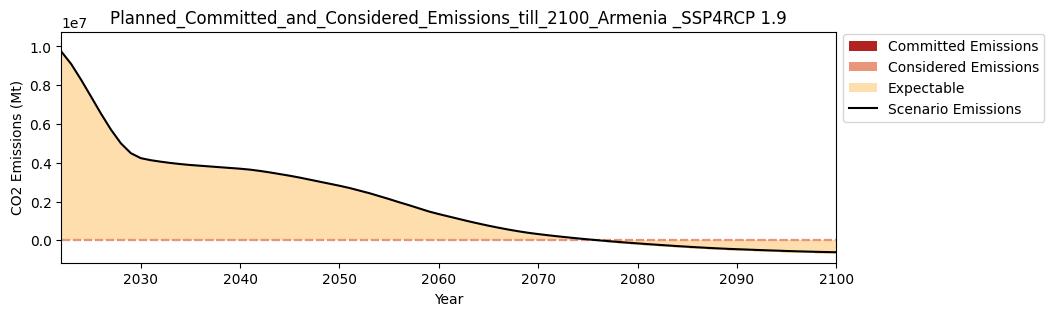 Planned_Committed_and_Considered_Emissions_till_2100_Armenia _SSP4RCP 1.9
1e7
1.0
0.8
0.6
0.4
0.2
0.0
CO2 Emissions (Mt)
2030 2040 2050 2060 2070 2080 2090 2100
Year
Committed Emissions
Considered Emissions
Expectable
Scenario Emissions